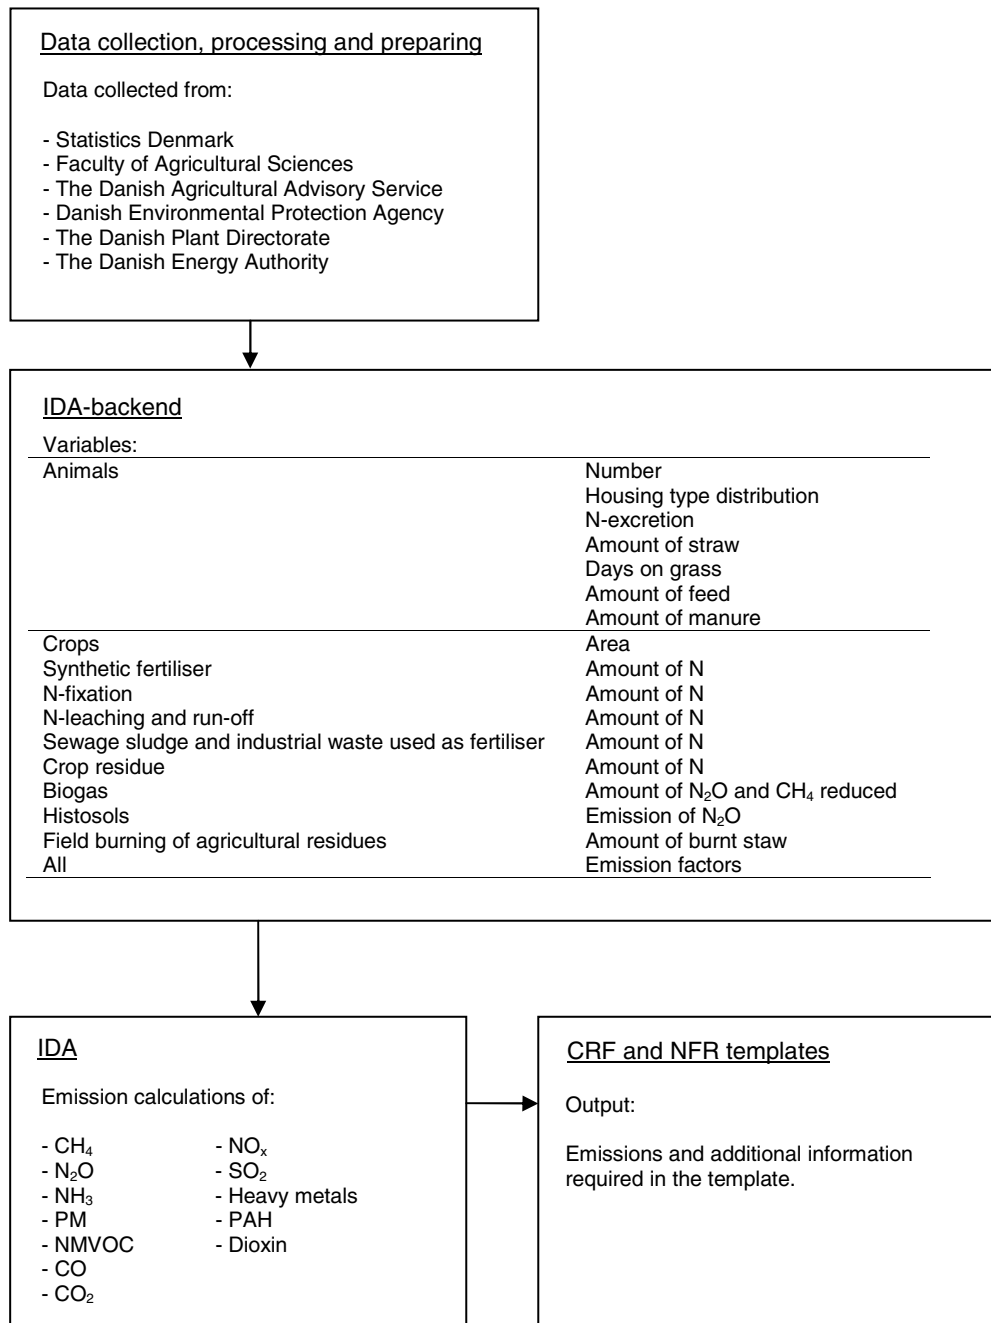 Data collection, processing and preparing
Data collected from:
- Statistics Denmark
- Faculty of Agricultural Sciences
- The Danish Agricultural Advisory Service
- Danish Environmental Protection Agency
- The Danish Plant Directorate
- The Danish Energy Authority
IDA-backend
Variables:
Animals Number
Housing type distribution
N-excretion
Amount of straw
Days on grass
Amount of feed
Amount of manure
Crops Area
Synthetic fertiliser Amount of N
N-fixation Amount of N
N-leaching and run-off Amount of N
Sewage sludge and industrial waste used as fertiliser Amount of N
Crop residue Amount of N
Biogas Amount of N₂O and CH₄ reduced
Histosols Emission of N₂O
Field burning of agricultural residues Amount of burnt staw
All Emission factors
IDA
Emission calculations of:
- CH₄ - NOₓ
- N₂O - SO₂
- NH₃ - Heavy metals
- PM - PAH
- NMVOC - Dioxin
- CO
- CO₂
CRF and NFR templates
Output:
Emissions and additional information
required in the template.